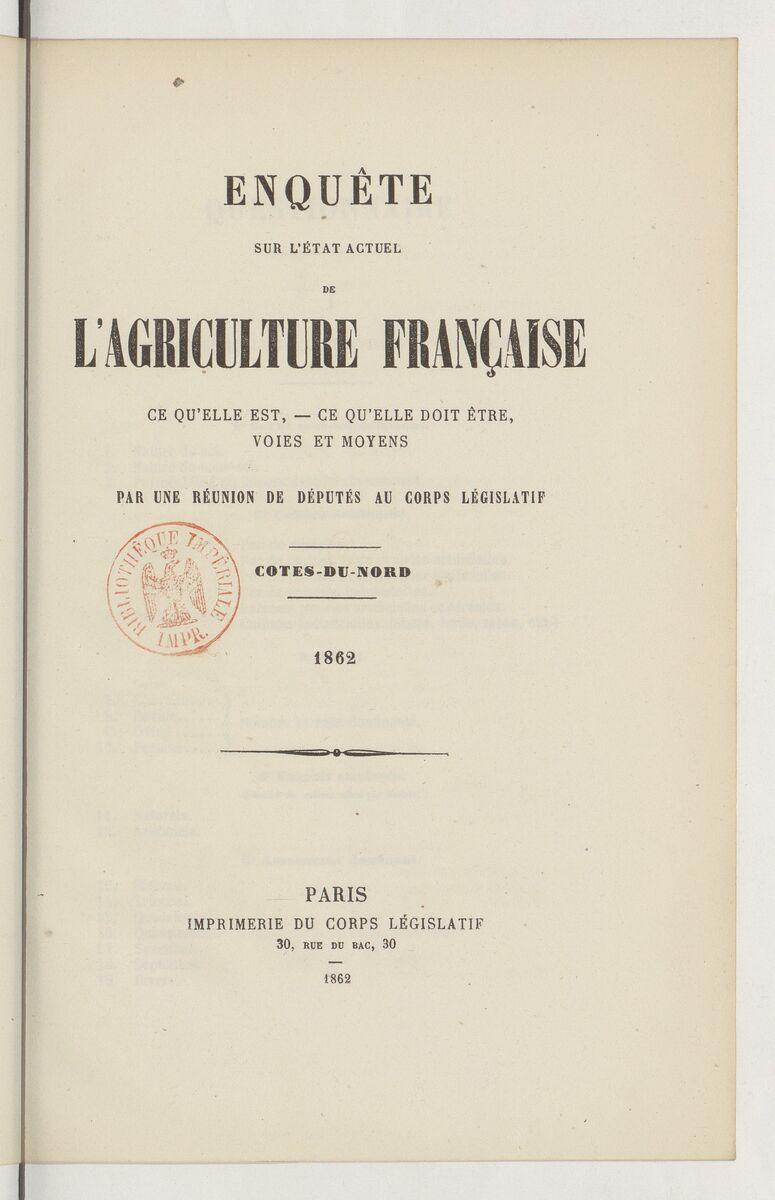 ENQUÊTE
SUR L'ÉTAT ACTUEL
DE
L'AGRICULTURE FRANÇAISE
CE QU'ELLE EST, — CE QU'ELLE DOIT ÊTRE,
VOIES ET MOYENS
PAR UNE RÉUNION DE DÉPUTÉS AU CORPS LÉGISLATIF
BIBLIOTHÈQUE IMPÉRIALE
IMPR.
COTES-DU-NORD
1862
PARIS
IMPRIMERIE DU CORPS LÉGISLATIF
30, RUE DU BAC, 30
1862